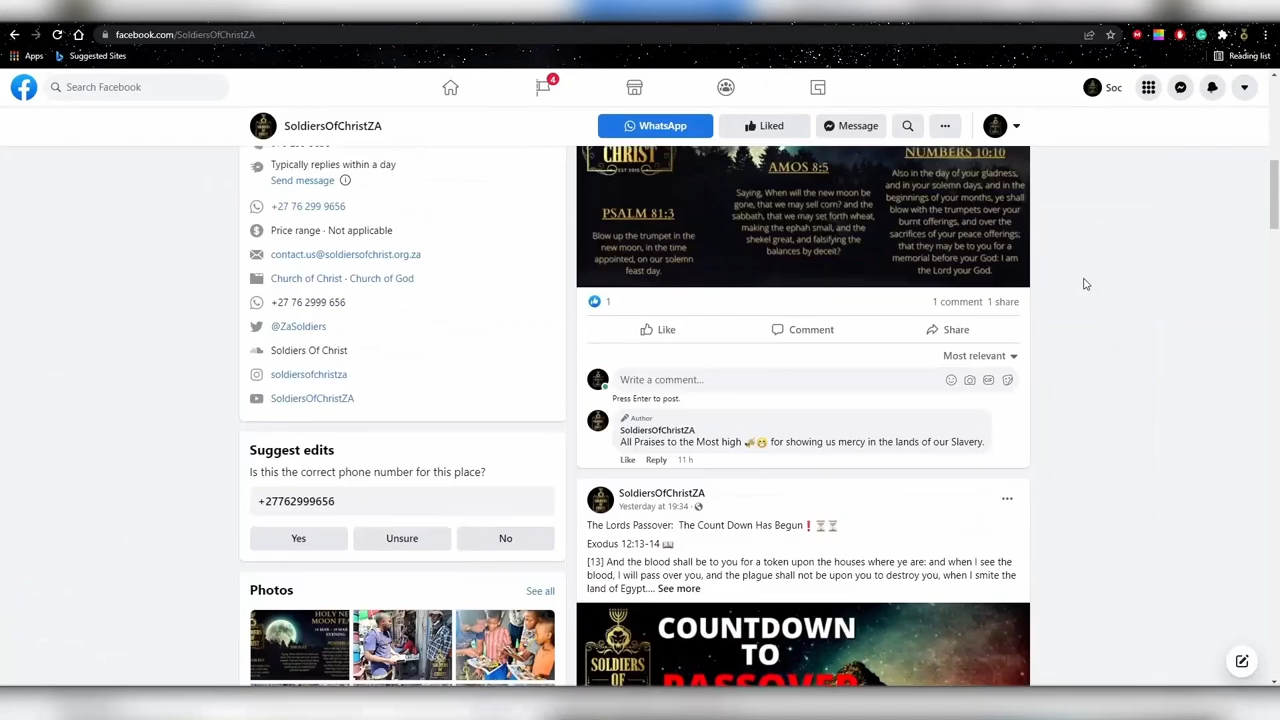 facebook.com/SoldiersOfChristZA
Apps
Suggested Sites
Reading list
Search Facebook
4
Soc
SoldiersOfChristZA
WhatsApp
Liked
Message
Typically replies within a day
Send message
+27 76 299 9656
Price range · Not applicable
contact.us@soldiersofchrist.org.za
Church of Christ · Church of God
+27 76 2999 656
@ZaSoldiers
Soldiers Of Christ
soldiersofchristza
SoldiersOfChristZA
Suggest edits
Is this the correct phone number for this place?
+27762999656
Yes
Unsure
No
Photos
See all
CHRIST
PSALM 81:3
Blow up the trumpet in the
new moon, in the time
appointed, on our solemn
feast day.
AMOS 8:5
Saying, When will the new moon be
gone, that we may sell corn? and the
sabbath, that we may set forth wheat,
making the ephah small, and the
shekel great, and falsifying the
balances by deceit?
NUMBERS 10:10
Also in the day of your gladness,
and in your solemn days, and in the
beginnings of your months, ye shall
blow with the trumpets over your
burnt offerings, and over the
sacrifices of your peace offerings;
that they may be to you for a
memorial before your God: I am
the Lord your God.
1
1 comment 1 share
Like
Comment
Share
Most relevant
Write a comment...
Press Enter to post.
Author
SoldiersOfChristZA
All Praises to the Most high 🎺😁 for showing us mercy in the lands of our Slavery.
Like Reply 11 h
SoldiersOfChristZA
Yesterday at 19:34 ·
The Lords Passover: The Count Down Has Begun❗⏳⏳
Exodus 12:13-14 📖
[13] And the blood shall be to you for a token upon the houses where ye are: and when I see the
blood, I will pass over you, and the plague shall not be upon you to destroy you, when I smite the
land of Egypt.... See more
SOLDIERS
OF
COUNTDOWN
TO
PASSOVER